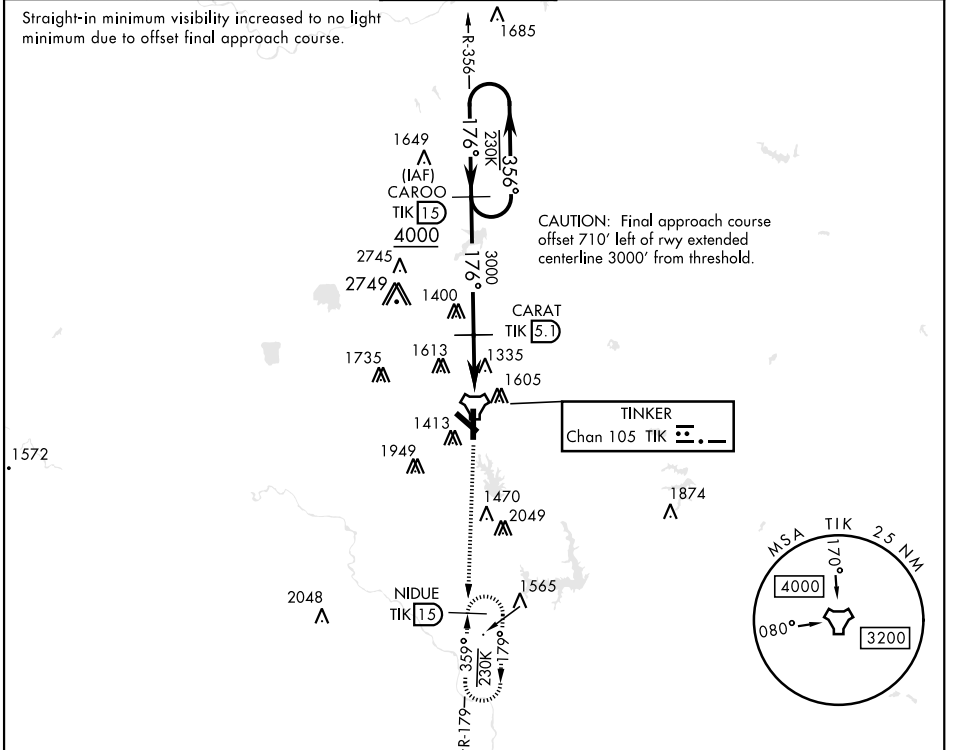 Straight-in minimum visibility increased to no light
minimum due to offset final approach course.
1685
R-356
176°
230K
356°
1649
(IAF)
CAROO
TIK 15
4000
CAUTION: Final approach course
offset 710' left of rwy extended
centerline 3000' from threshold.
2745
2749
3000
176°
1400
CARAT
TIK 5.1
1735
1613
1335
1605
TINKER
Chan 105 TIK
1413
1949
1572
1470
2049
1874
MSA TIK 25 NM
170°
4000
080°
3200
2048
NIDUE
TIK 15
1565
359°
230K
179°
R-179